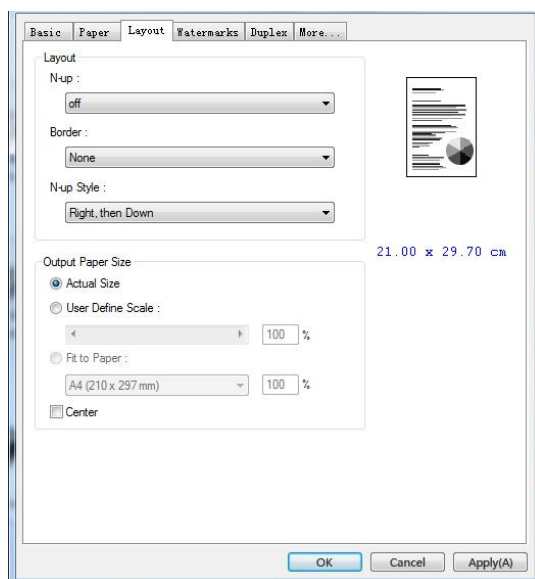 Basic Paper Layout Watermarks Duplex More...
Layout
N-up :
off
Border :
None
N-up Style :
Right, then Down
21.00 x 29.70 cm
Output Paper Size
Actual Size
User Define Scale :
100 %
Fit to Paper :
A4 (210 x 297 mm) 100 %
Center
OK Cancel Apply(A)